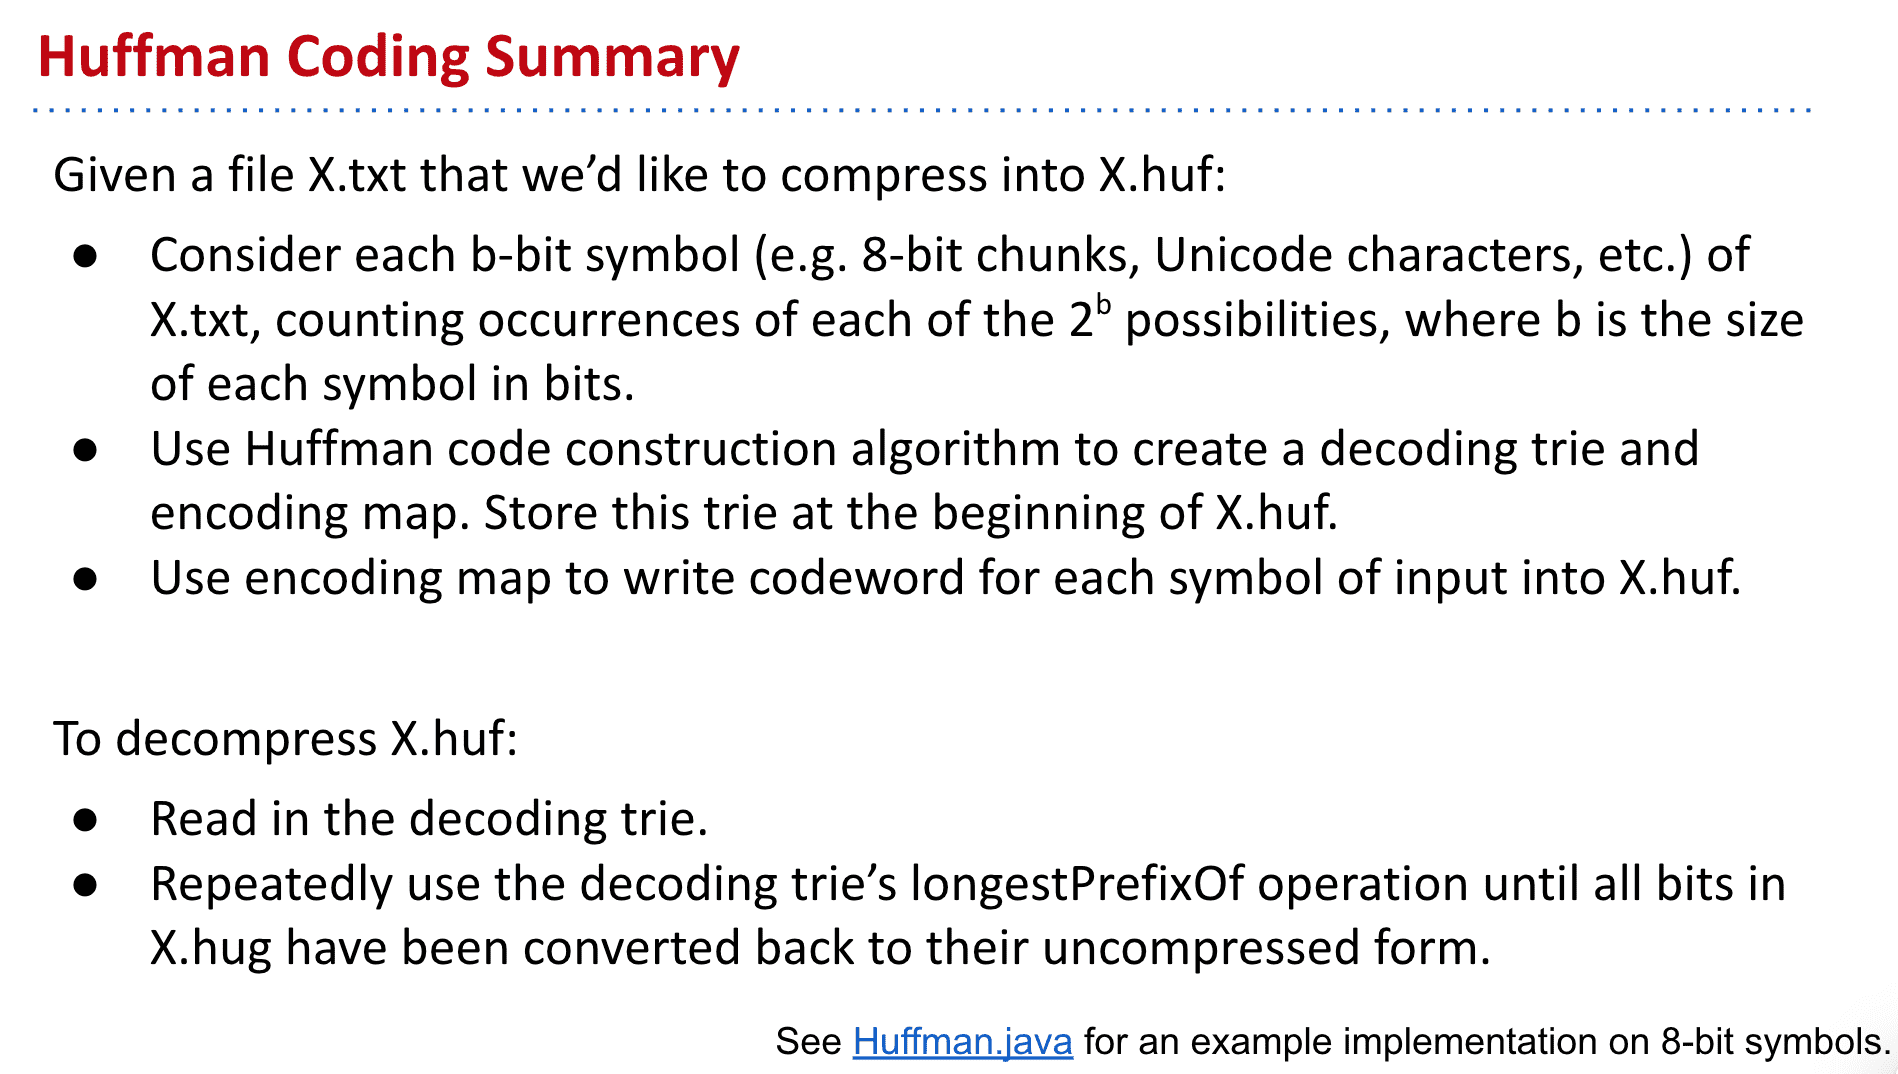 Huffman Coding Summary
Given a file X.txt that we’d like to compress into X.huf:
● Consider each b-bit symbol (e.g. 8-bit chunks, Unicode characters, etc.) of
X.txt, counting occurrences of each of the 2ᵇ possibilities, where b is the size
of each symbol in bits.
● Use Huffman code construction algorithm to create a decoding trie and
encoding map. Store this trie at the beginning of X.huf.
● Use encoding map to write codeword for each symbol of input into X.huf.
To decompress X.huf:
● Read in the decoding trie.
● Repeatedly use the decoding trie’s longestPrefixOf operation until all bits in
X.hug have been converted back to their uncompressed form.
See Huffman.java for an example implementation on 8-bit symbols.